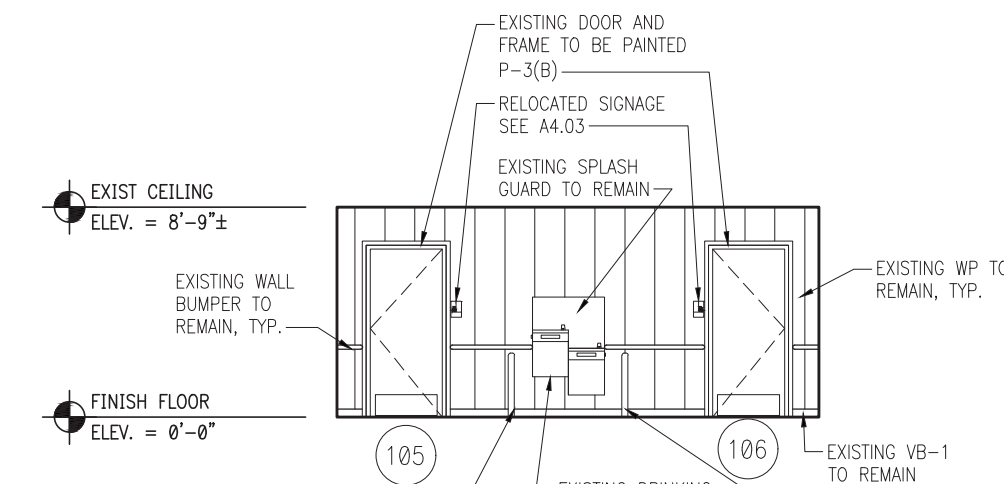 EXISTING DOOR AND
FRAME TO BE PAINTED
P-3(B)
RELOCATED SIGNAGE
SEE A4.03
EXISTING SPLASH
GUARD TO REMAIN
EXIST CEILING
ELEV. = 8'-9"±
EXISTING WALL
BUMPER TO
REMAIN, TYP.
EXISTING WP TO
REMAIN, TYP.
FINISH FLOOR
ELEV. = 0'-0"
105
106
EXISTING VB-1
TO REMAIN
EXISTING DRINKING